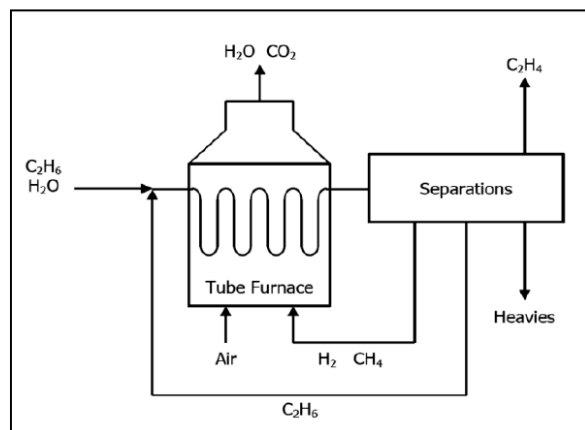 H₂O CO₂
C₂H₄
C₂H₆
H₂O
Separations
Tube Furnace
Heavies
Air
H₂ CH₄
C₂H₆